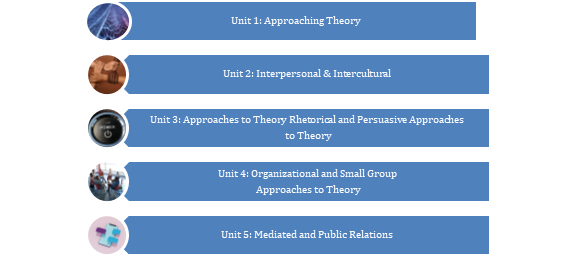 Unit 1: Approaching Theory
Unit 2: Interpersonal & Intercultural
Unit 3: Approaches to Theory Rhetorical and Persuasive Approaches
to Theory
Unit 4: Organizational and Small Group
Approaches to Theory
Unit 5: Mediated and Public Relations